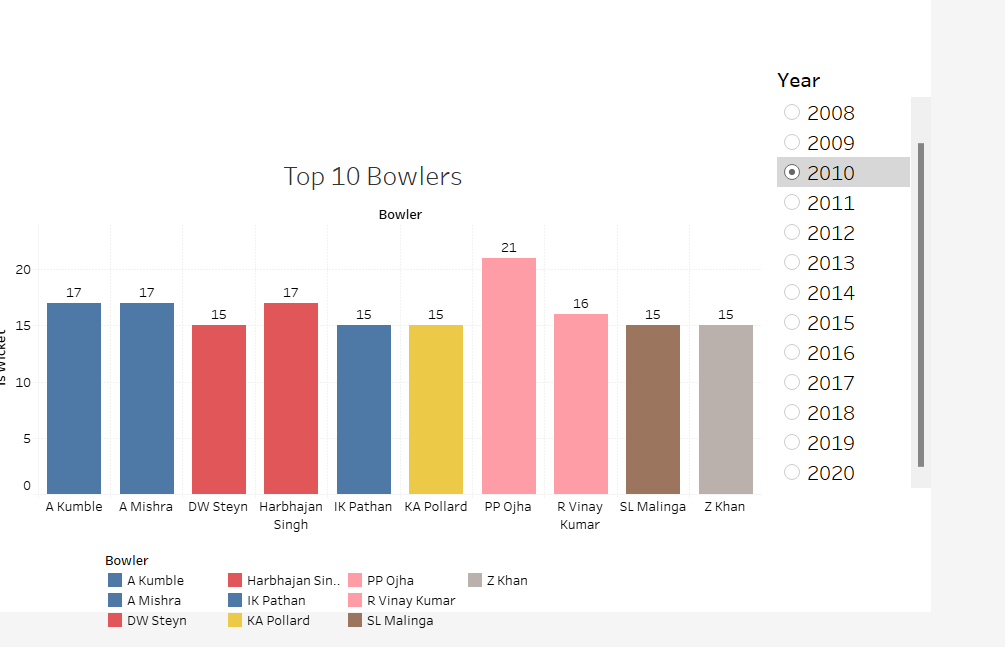 Year
2008
2009
2010
2011
2012
2013
2014
2015
2016
2017
2018
2019
2020
Top 10 Bowlers
Bowler
Is Wicket
20
15
10
5
0
17
17
15
17
15
15
21
16
15
15
A Kumble
A Mishra
DW Steyn
Harbhajan Singh
IK Pathan
KA Pollard
PP Ojha
R Vinay Kumar
SL Malinga
Z Khan
Bowler
A Kumble
A Mishra
DW Steyn
Harbhajan Sin..
IK Pathan
KA Pollard
PP Ojha
R Vinay Kumar
SL Malinga
Z Khan